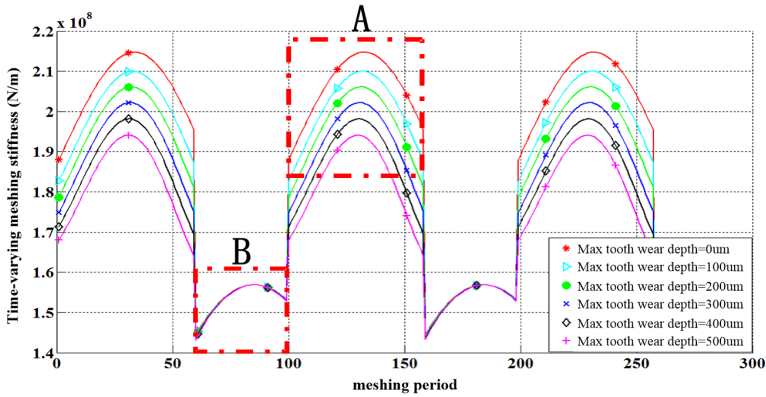 x 10⁸
A
2.2
2.1
2
1.9
1.8
1.7
1.6
1.5
1.4
Time-varying meshing stiffness (N/m)
B
Max tooth wear depth=0um
Max tooth wear depth=100um
Max tooth wear depth=200um
Max tooth wear depth=300um
Max tooth wear depth=400um
Max tooth wear depth=500um
0 50 100 150 200 250 300
meshing period